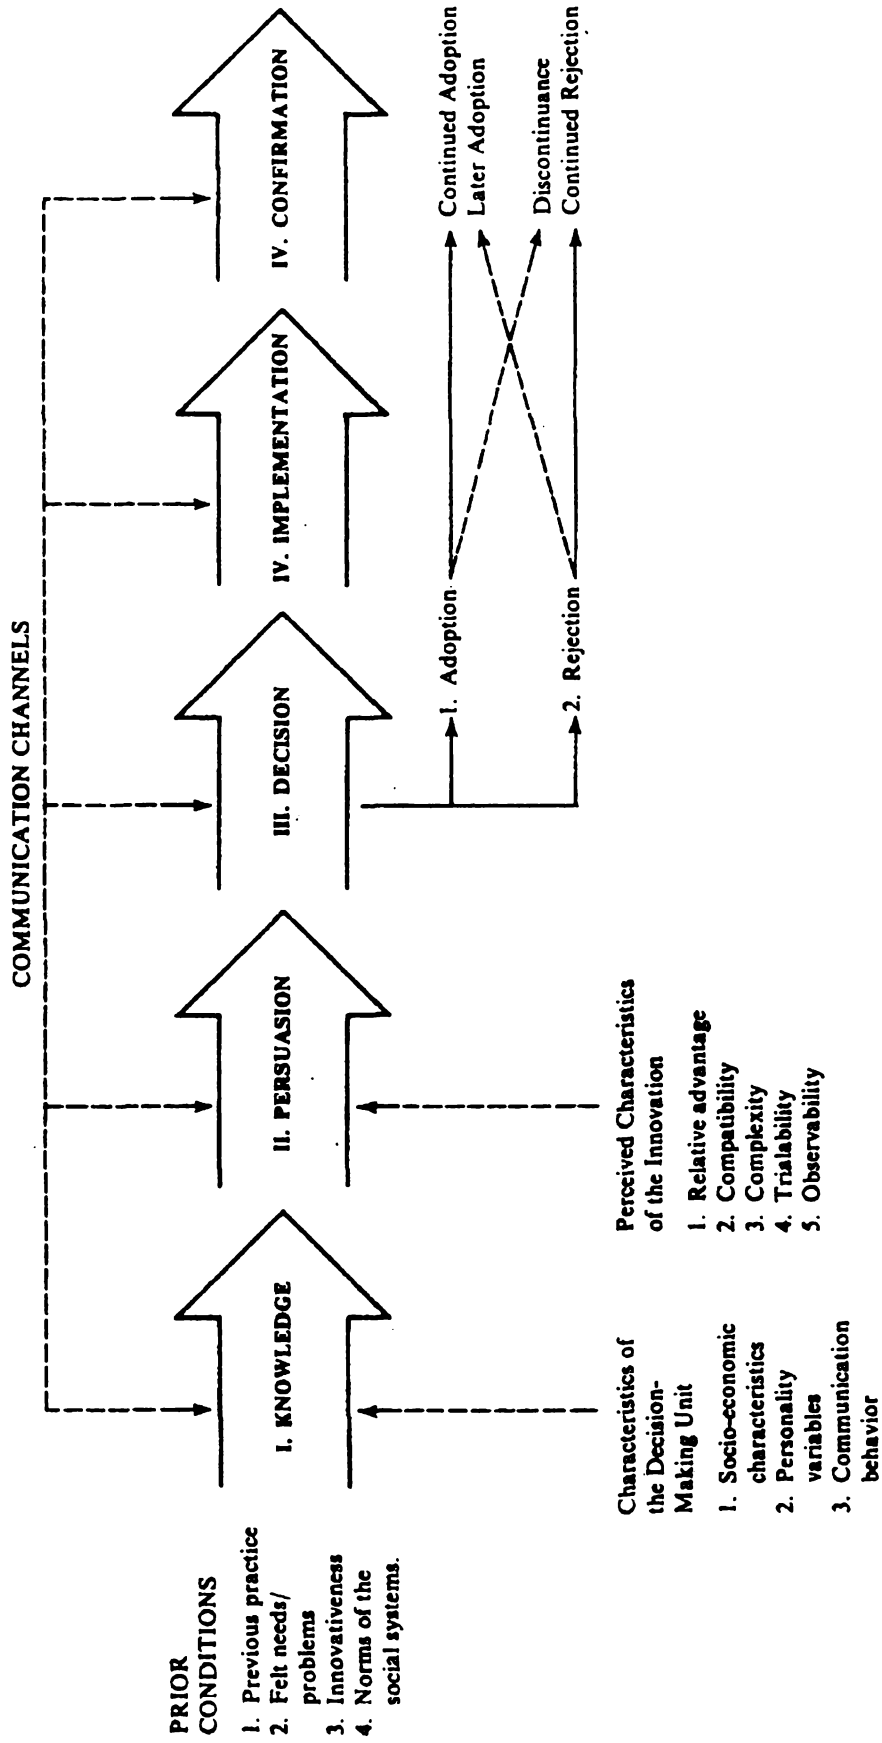 COMMUNICATION CHANNELS
PRIOR
CONDITIONS
1. Previous practice
2. Felt needs/
problems
3. Innovativeness
4. Norms of the
social systems.
I. KNOWLEDGE
II. PERSUASION
III. DECISION
IV. IMPLEMENTATION
IV. CONFIRMATION
1. Adoption
2. Rejection
Continued Adoption
Later Adoption
Discontinuance
Continued Rejection
Characteristics of
the Decision-
Making Unit
1. Socio-economic
characteristics
2. Personality
variables
3. Communication
behavior
Perceived Characteristics
of the Innovation
1. Relative advantage
2. Compatibility
3. Complexity
4. Trialability
5. Observability